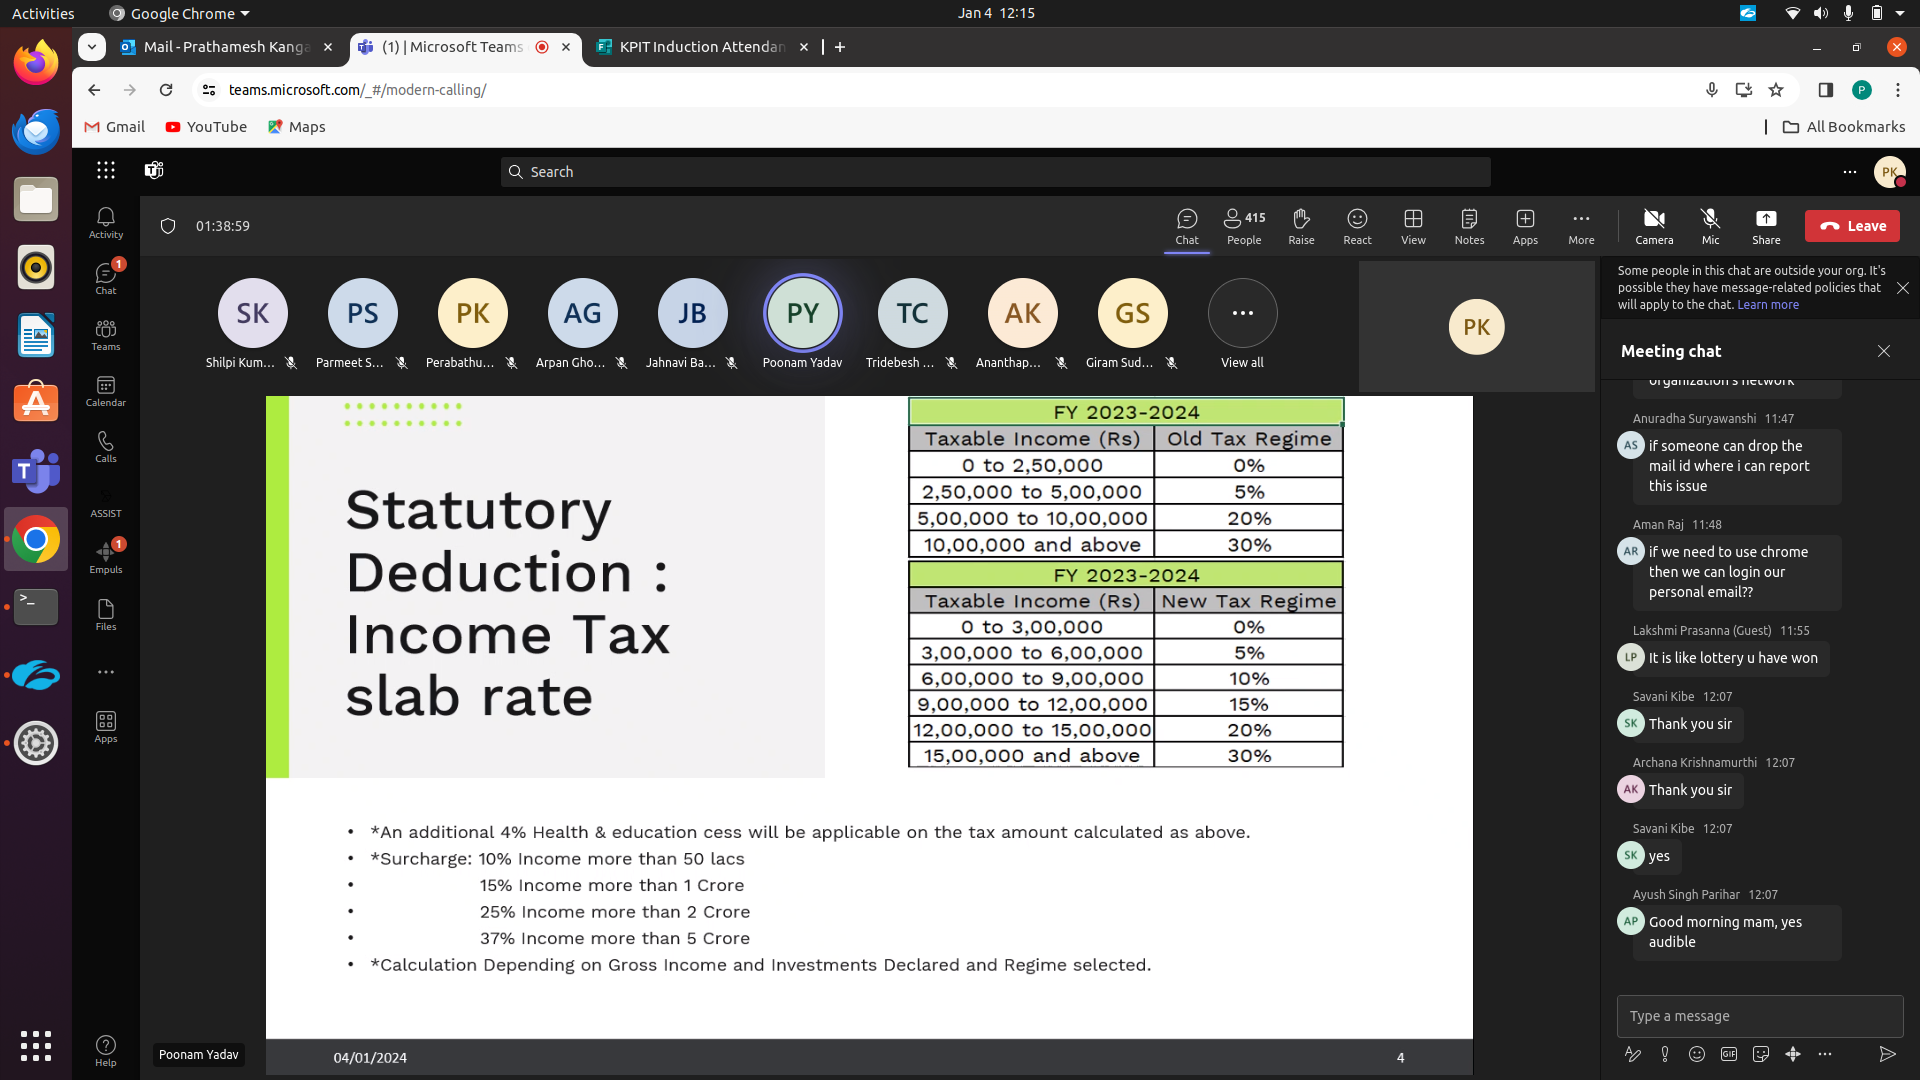 Activities
Google Chrome
Jan 4 12:15
Mail - Prathamesh Kanga
(1) | Microsoft Teams
KPIT Induction Attendan
teams.microsoft.com/_#/modern-calling/
P
Gmail
YouTube
Maps
All Bookmarks
Search
PK
Activity
Chat
1
Teams
Calendar
Calls
ASSIST
Empuls
1
Files
Apps
Help
01:38:59
Chat
415
People
Raise
React
View
Notes
Apps
More
Camera
Mic
Share
Leave
SK
PS
PK
AG
JB
PY
TC
AK
GS
Shilpi Kum...
Parmeet S...
Perabathu...
Arpan Gho...
Jahnavi Ba...
Poonam Yadav
Tridebesh ...
Ananthap...
Giram Sud...
View all
PK
Statutory
Deduction :
Income Tax
slab rate
FY 2023-2024
Taxable Income (Rs) Old Tax Regime
0 to 2,50,000 0%
2,50,000 to 5,00,000 5%
5,00,000 to 10,00,000 20%
10,00,000 and above 30%
FY 2023-2024
Taxable Income (Rs) New Tax Regime
0 to 3,00,000 0%
3,00,000 to 6,00,000 5%
6,00,000 to 9,00,000 10%
9,00,000 to 12,00,000 15%
12,00,000 to 15,00,000 20%
15,00,000 and above 30%
• *An additional 4% Health & education cess will be applicable on the tax amount calculated as above.
• *Surcharge: 10% Income more than 50 lacs
• 15% Income more than 1 Crore
• 25% Income more than 2 Crore
• 37% Income more than 5 Crore
• *Calculation Depending on Gross Income and Investments Declared and Regime selected.
04/01/2024
4
Poonam Yadav
Some people in this chat are outside your org. It's
possible they have message-related policies that
will apply to the chat. Learn more
Meeting chat
organization's network
Anuradha Suryawanshi 11:47
AS
if someone can drop the
mail id where i can report
this issue
Aman Raj 11:48
AR
if we need to use chrome
then we can login our
personal email??
Lakshmi Prasanna (Guest) 11:55
LP
It is like lottery u have won
Savani Kibe 12:07
SK
Thank you sir
Archana Krishnamurthi 12:07
AK
Thank you sir
Savani Kibe 12:07
SK
yes
Ayush Singh Parihar 12:07
AP
Good morning mam, yes
audible
Type a message
GIF